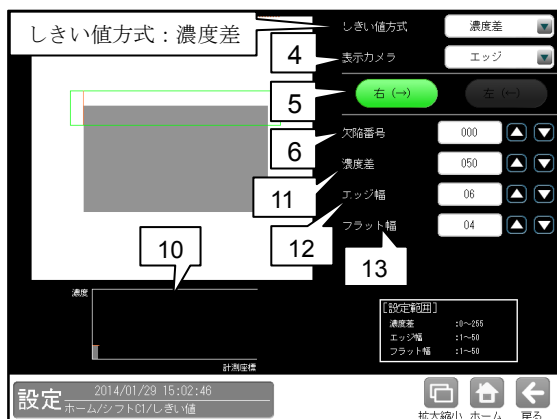 しきい値方式：濃度差
しきい値方式 濃度差
4
表示カメラ エッジ
5
右 (→) 左 (←)
6
欠陥番号 000
11
濃度差 050
12
エッジ幅 06
13
フラット幅 04
10
濃度
計測座標
[設定範囲]
濃度差 :0～255
エッジ幅 :1～50
フラット幅 :1～50
設定 2014/01/29 15:02:46
ホーム/シフトC1/しきい値
拡大縮小 ホーム 戻る